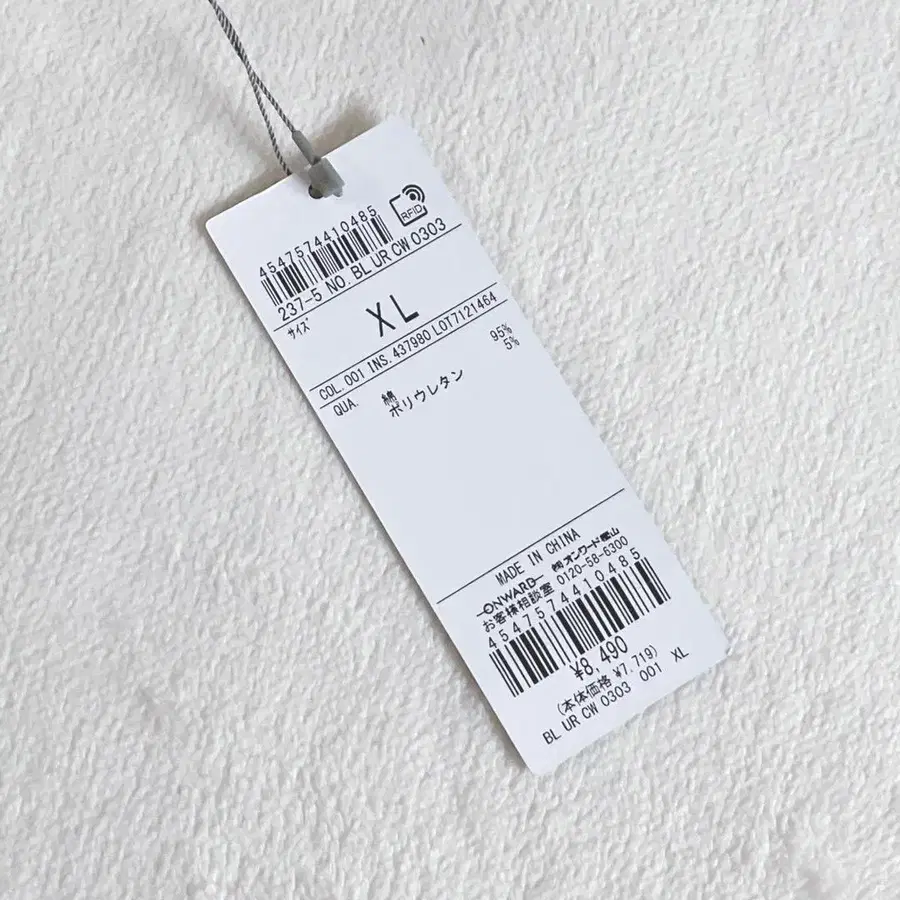 RFID
4547574410485
237-5 NO. BL UR CW 0303
サイズ XL
COL. 001 INS. 437980 LOT7121464
QUA. 綿 95%
ポリウレタン 5%
MADE IN CHINA
ONWARD ㈱オンワード樫山
お客様相談室 0120-58-6300
4547574410485
¥8,490
(本体価格 ¥7,719)
BL UR CW 0303 001 XL